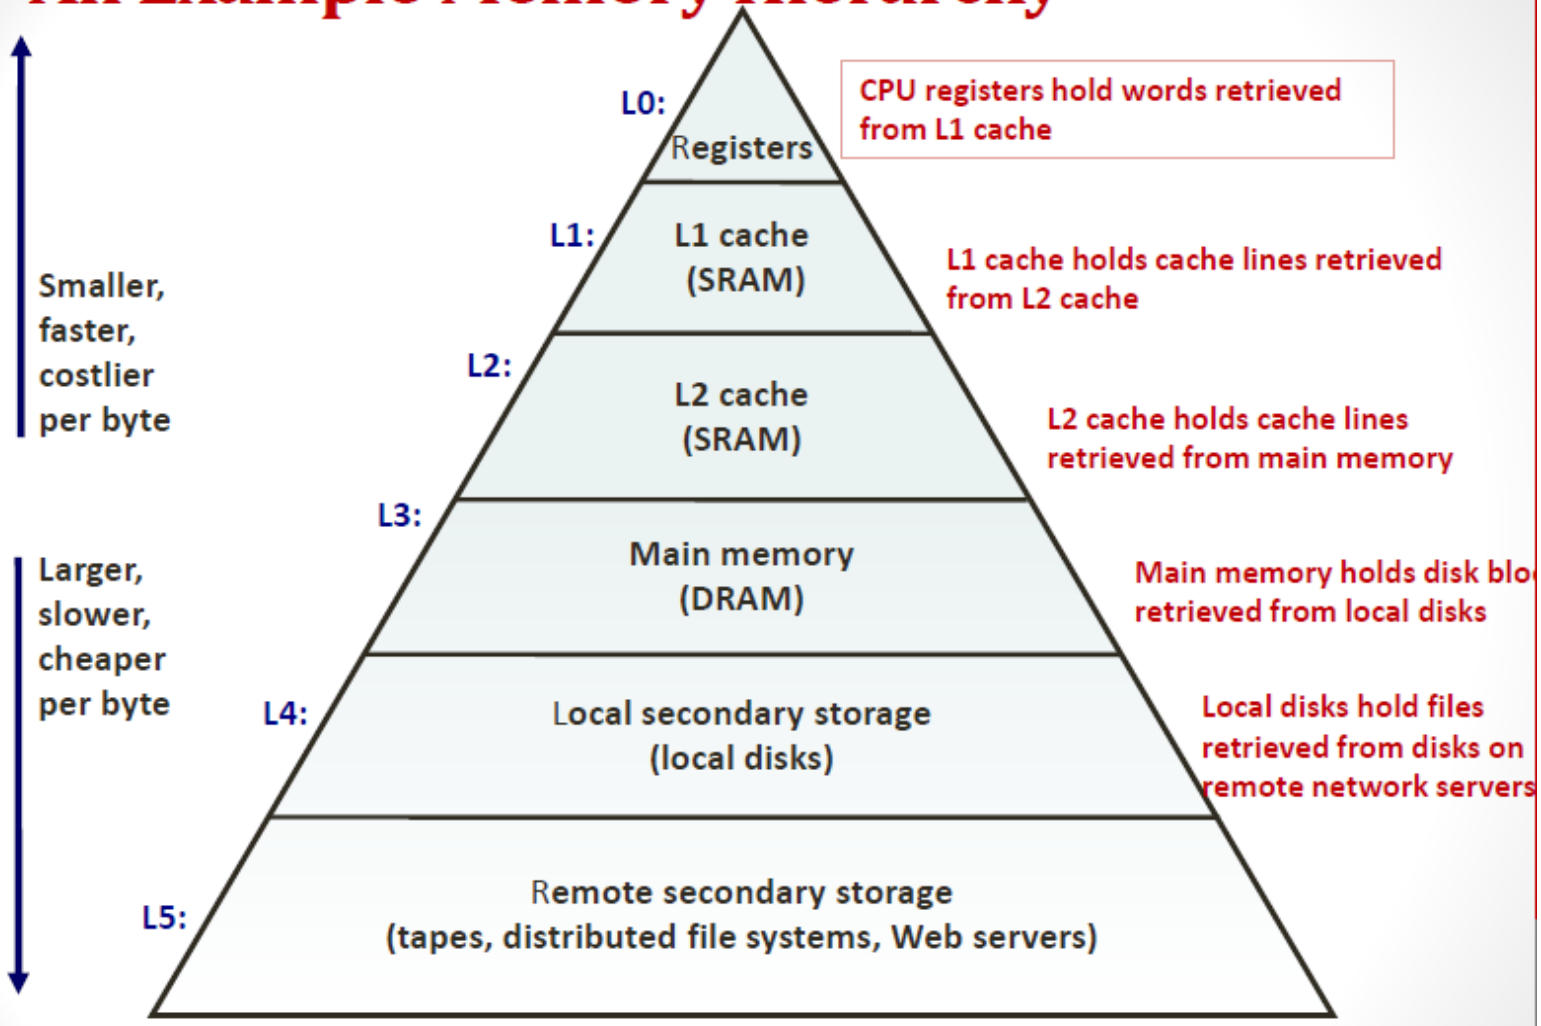 An Example Memory Hierarchy
L0:
Registers
CPU registers hold words retrieved
from L1 cache
L1:
L1 cache
(SRAM)
L1 cache holds cache lines retrieved
from L2 cache
Smaller,
faster,
costlier
per byte
L2:
L2 cache
(SRAM)
L2 cache holds cache lines
retrieved from main memory
L3:
Main memory
(DRAM)
Main memory holds disk
retrieved from local disks
Larger,
slower,
cheaper
per byte
L4:
Local secondary storage
(local disks)
Local disks hold files
retrieved from disks on
remote network servers
L5:
Remote secondary storage
(tapes, distributed file systems, Web servers)